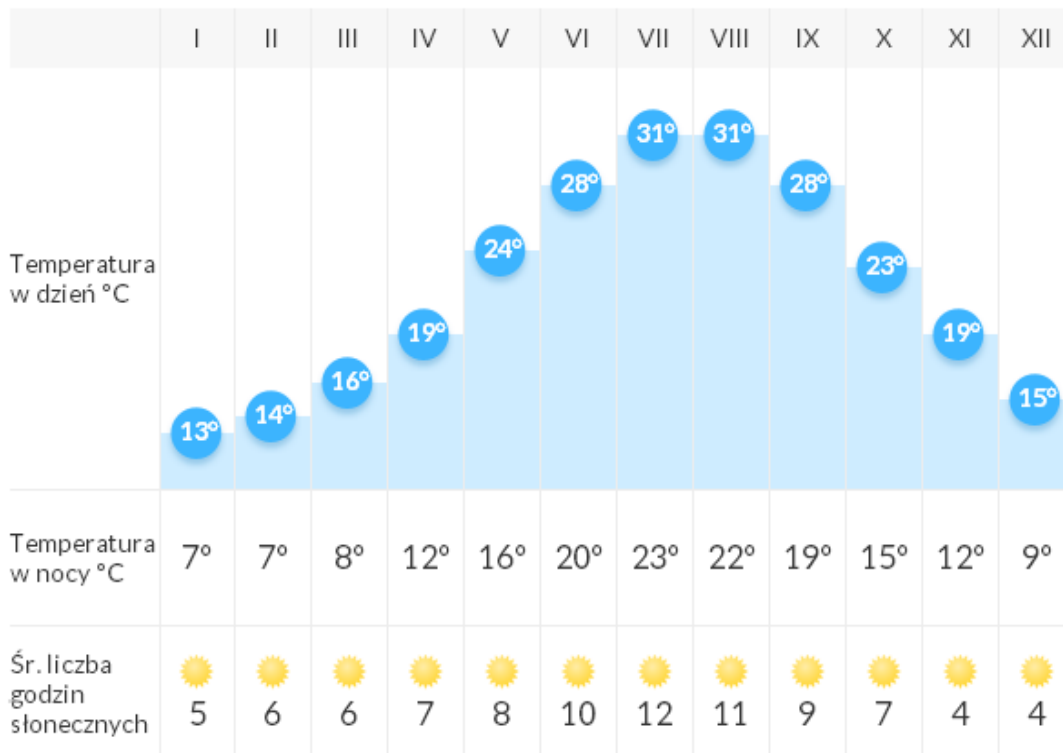 I II III IV V VI VII VIII IX X XI XII
Temperatura
w dzień °C
13° 14° 16° 19° 24° 28° 31° 31° 28° 23° 19° 15°
Temperatura
w nocy °C
7° 7° 8° 12° 16° 20° 23° 22° 19° 15° 12° 9°
Śr. liczba
godzin
słonecznych
5 6 6 7 8 10 12 11 9 7 4 4